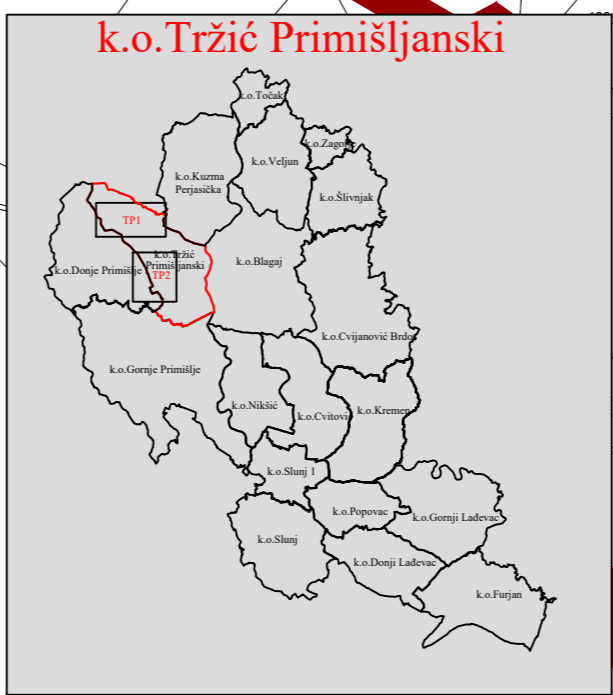 k.o.Tržić Primišljanski
k.o.Točak
k.o.Zagorje
k.o.Veljun
k.o.Kuzma
Perjasička
k.o.Šlivnjak
TP1
k.o.Tržić
Primišljanski
k.o.Donje Primišlje
TP2
k.o.Blagaj
k.o.Cvijanović Brdo
k.o.Gornje Primišlje
k.o.Nikšić
k.o.Cvitović
k.o.Kremen
k.o.Slunj 1
k.o.Popovac
k.o.Gornji Lađevac
k.o.Slunj
k.o.Donji Lađevac
k.o.Furjan